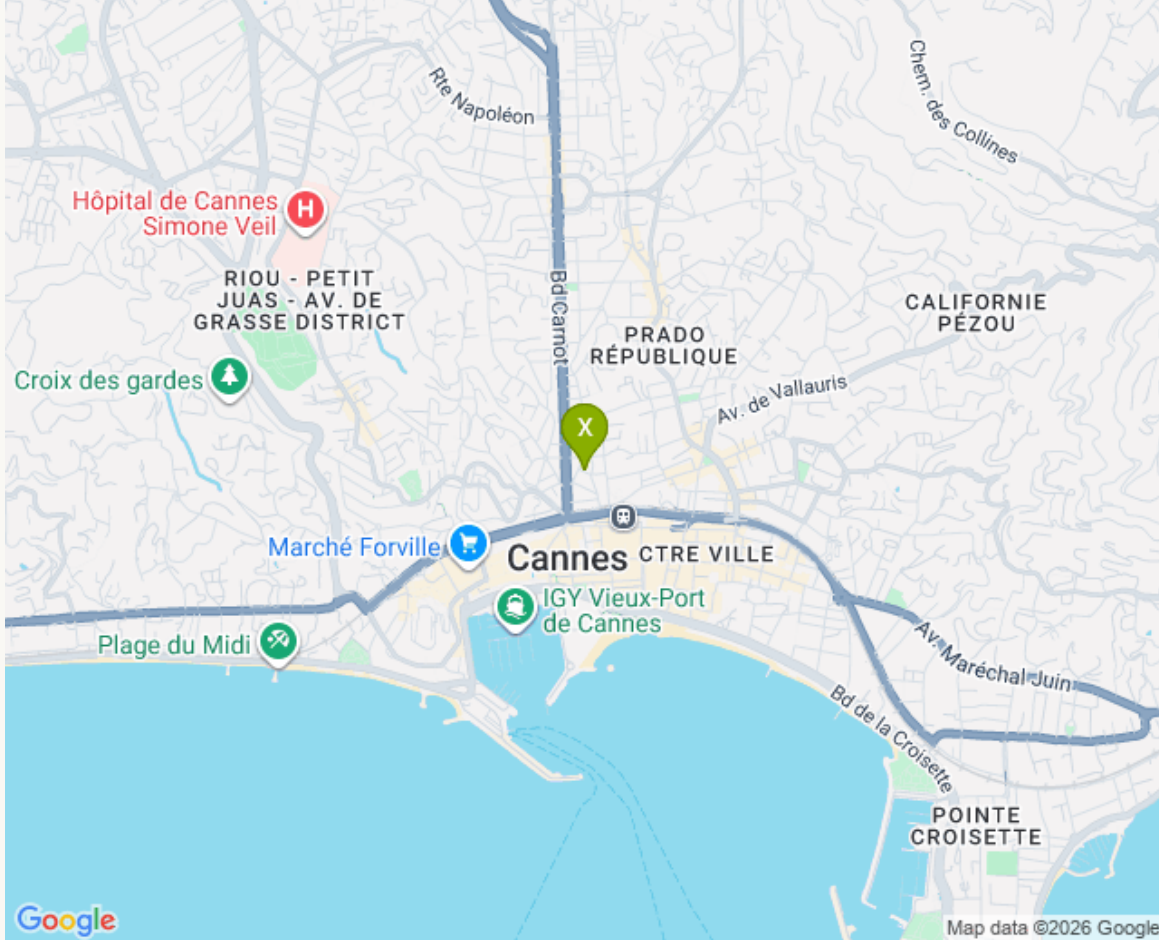 Rte Napoléon
Chem. des Collines
Hôpital de Cannes
Simone Veil
H
RIOU - PETIT
JUAS - AV. DE
GRASSE DISTRICT
Bd Carnot
CALIFORNIE
PÉZOU
PRADO
RÉPUBLIQUE
Croix des gardes
Av. de Vallauris
X
Marché Forville
Cannes
CTRE VILLE
IGY Vieux-Port
de Cannes
Plage du Midi
Av. Maréchal Juin
Bd de la Croisette
POINTE
CROISETTE
Google
Map data ©2026 Google